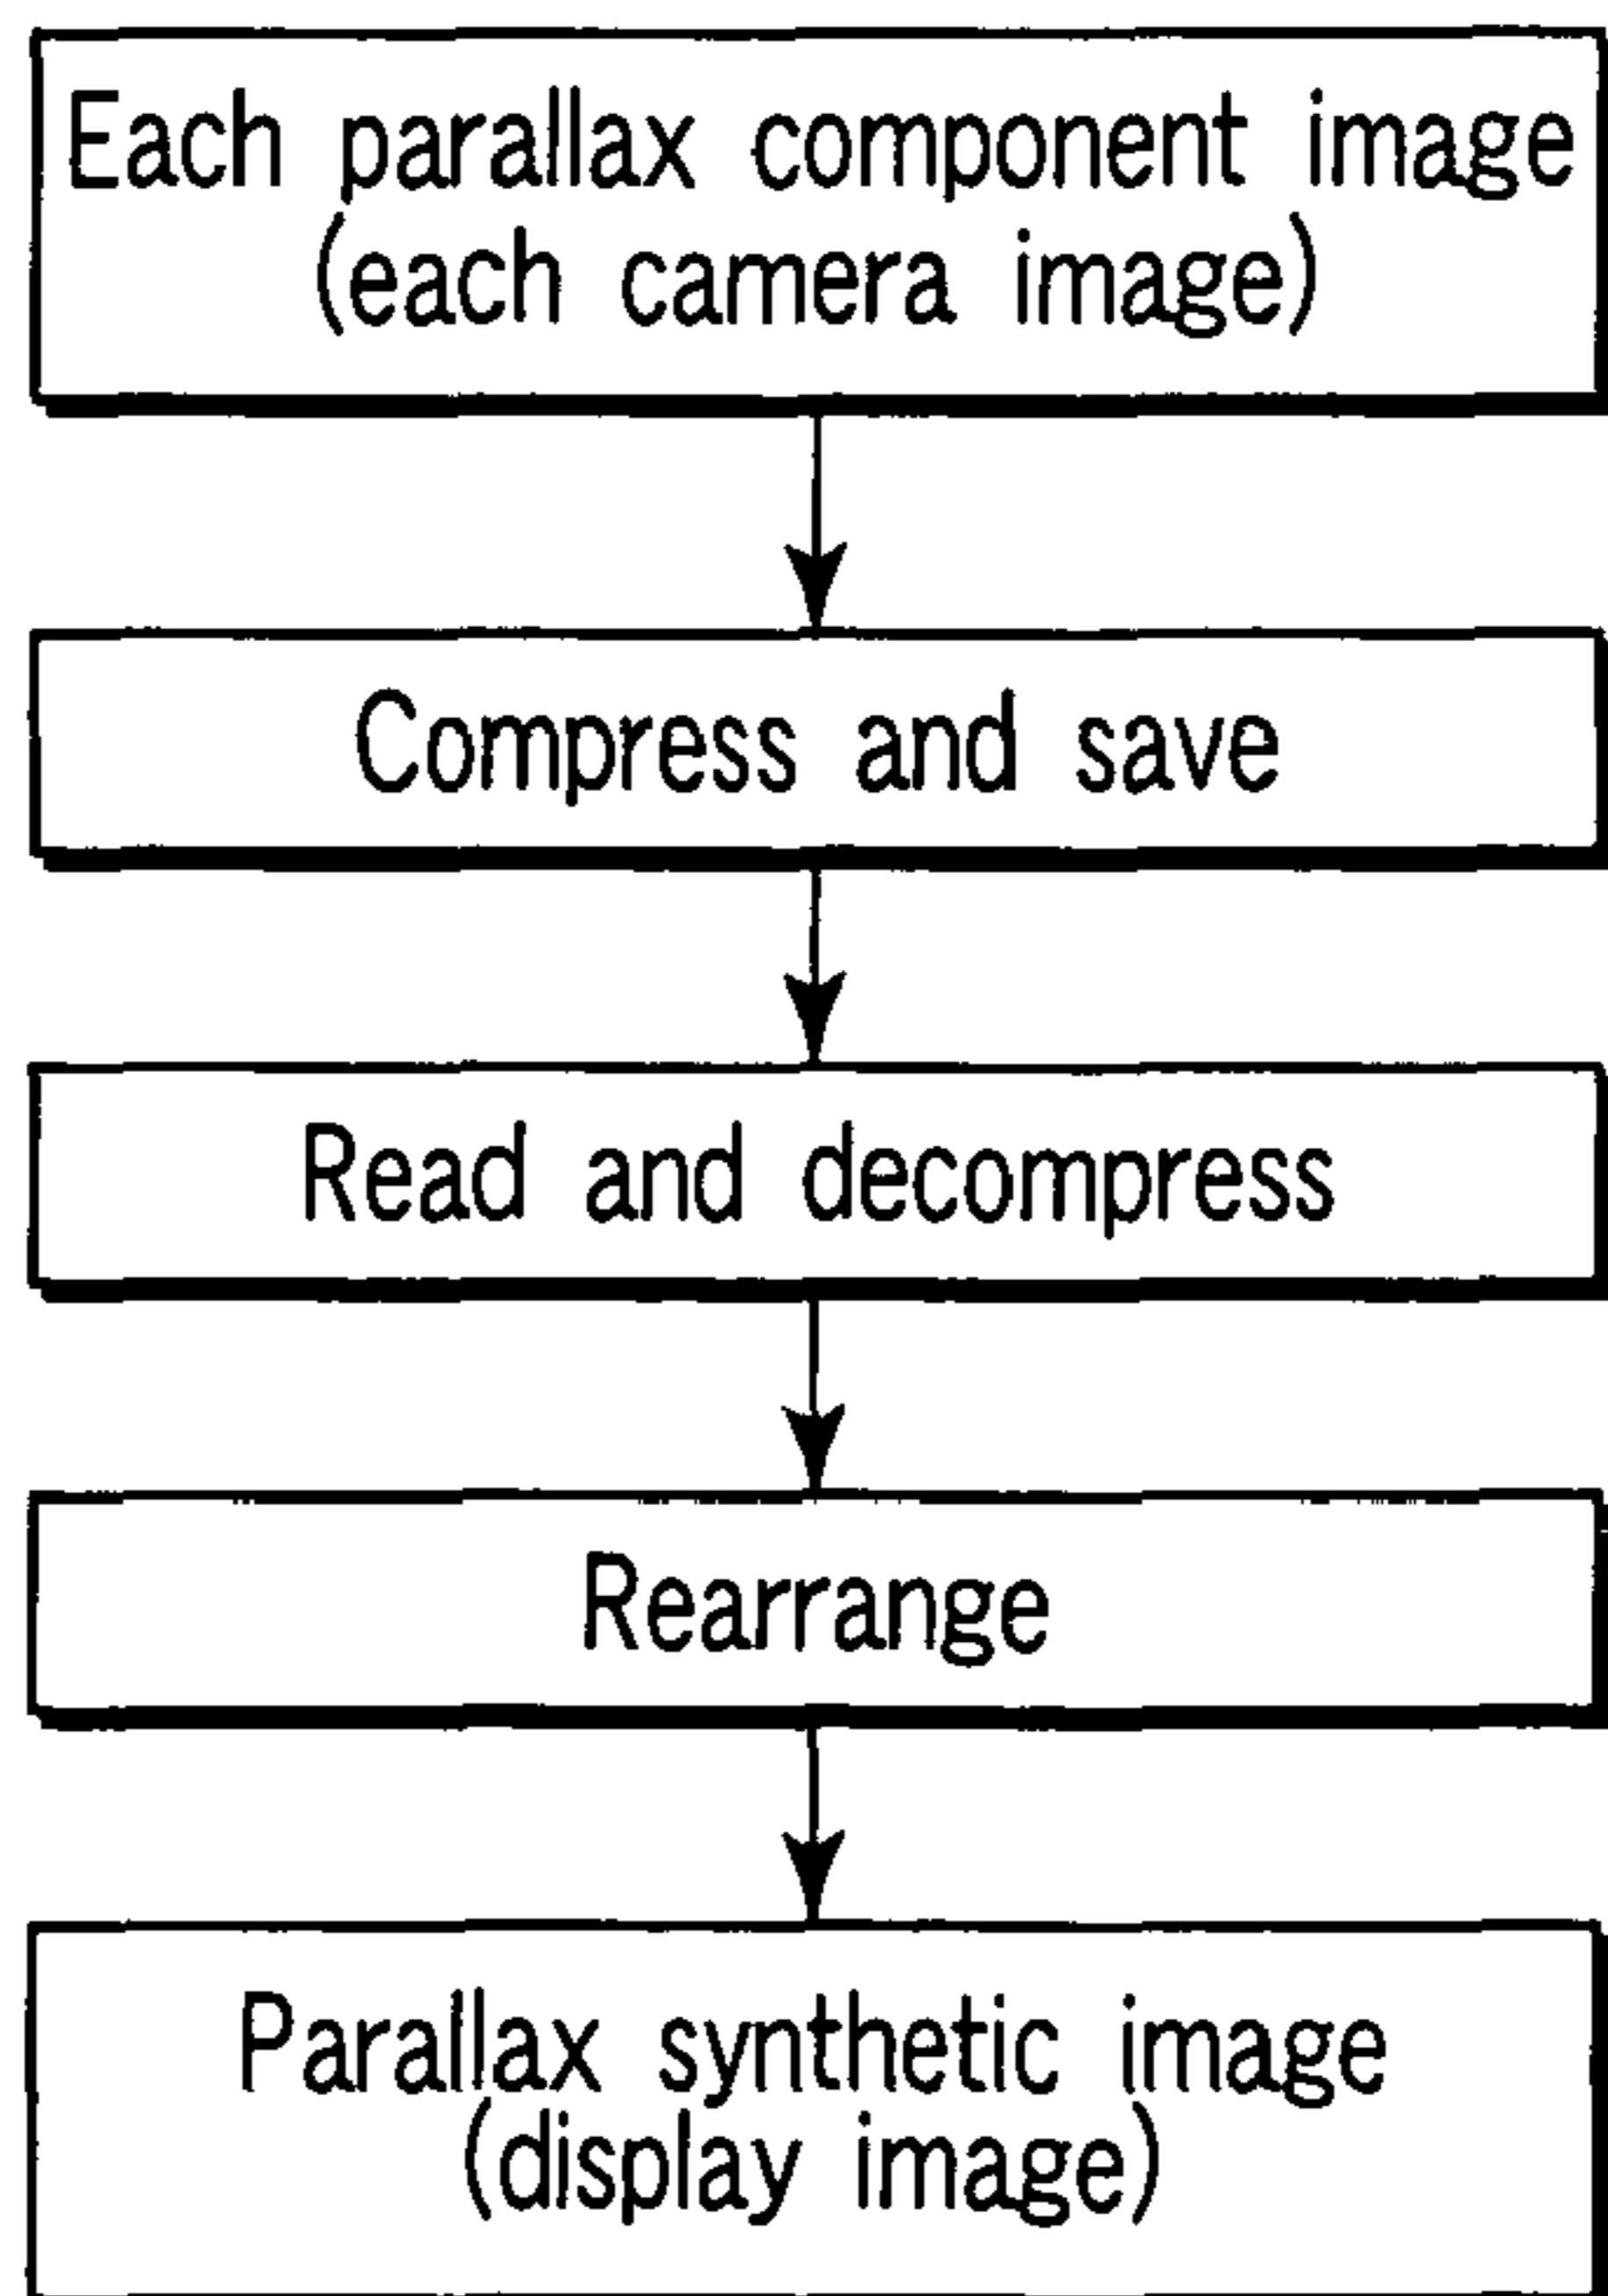 Each parallax component image
(each camera image)
Compress and save
Read and decompress
Rearrange
Parallax synthetic image
(display image)